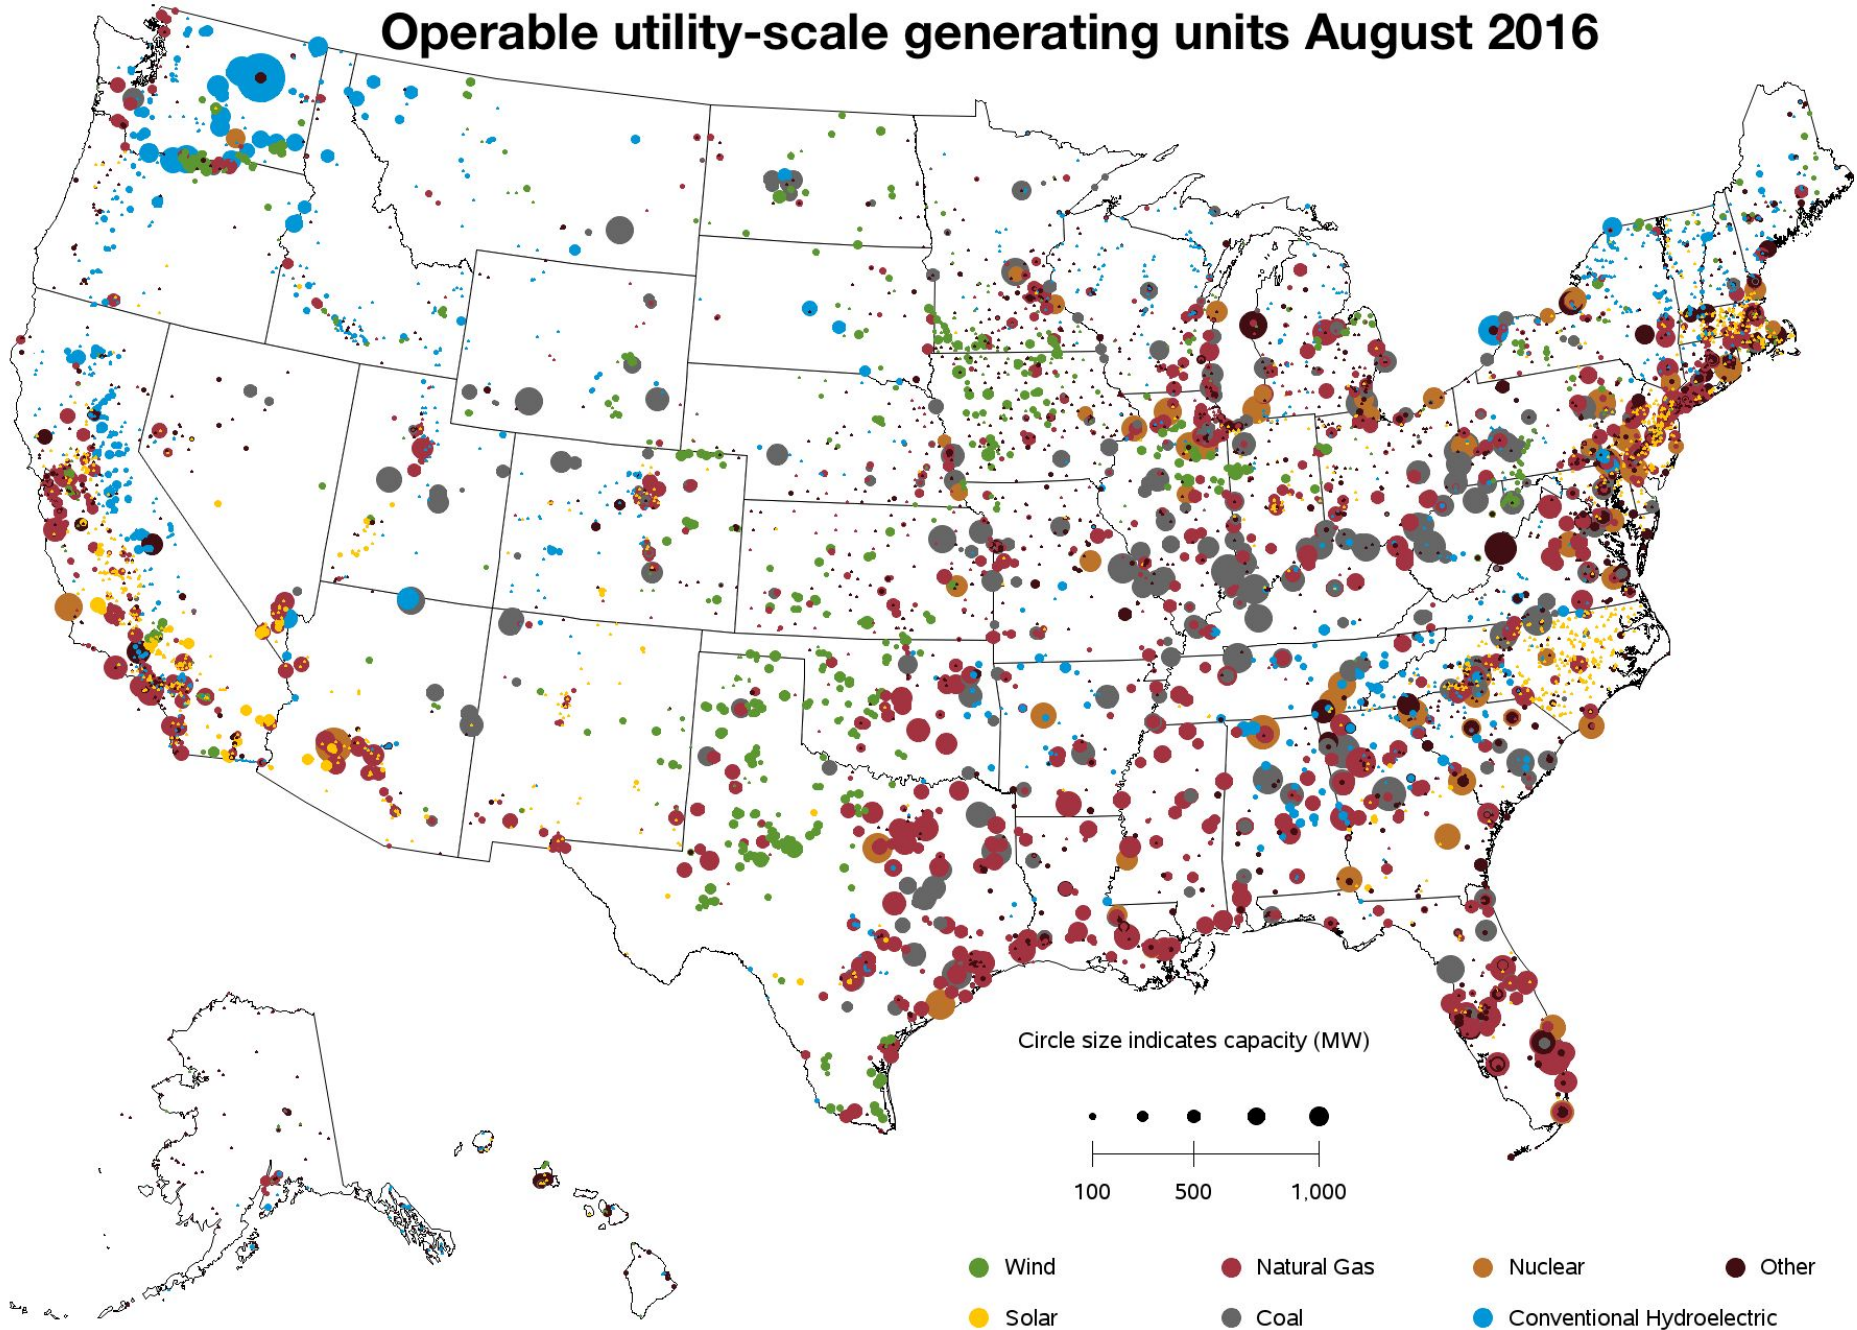 Operable utility-scale generating units August 2016
Circle size indicates capacity (MW)
100 500 1,000
Wind Natural Gas Nuclear Other
Solar Coal Conventional Hydroelectric